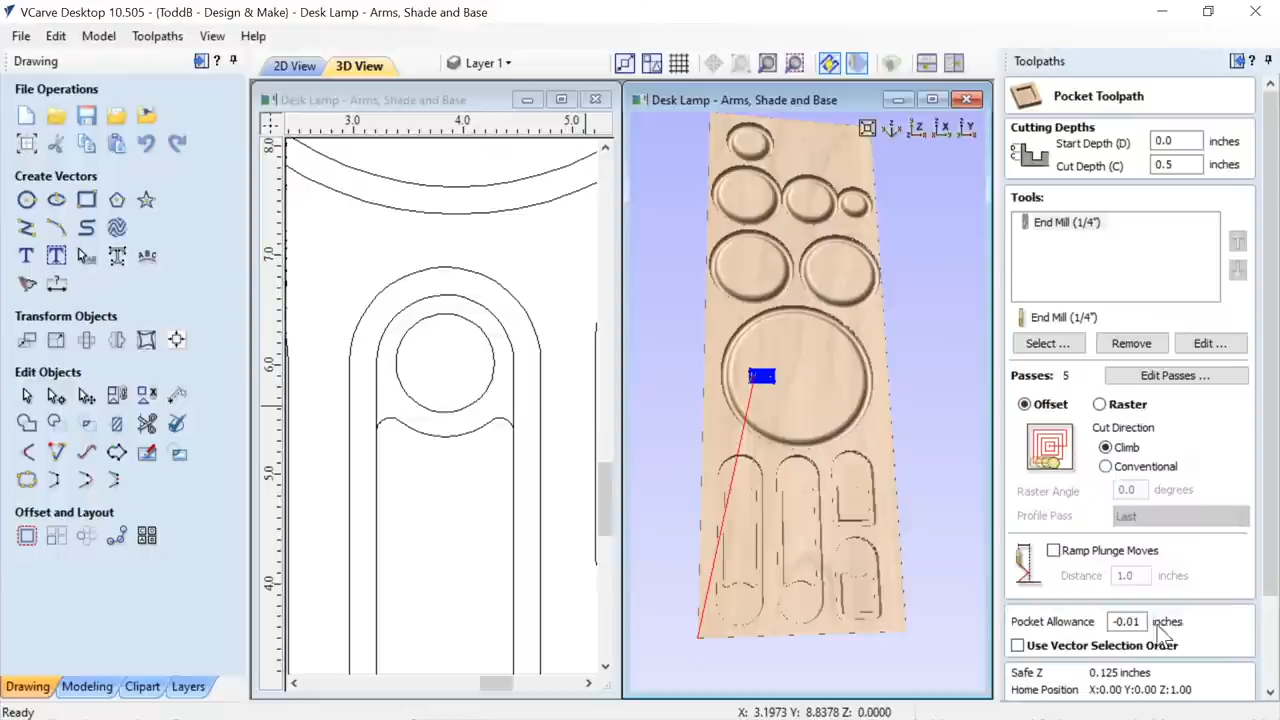 VCarve Desktop 10.505 - (ToddB - Design & Make) - Desk Lamp - Arms, Shade and Base
File Edit Model Toolpaths View Help
Drawing
File Operations
Create Vectors
Transform Objects
Edit Objects
Offset and Layout
Drawing Modeling Clipart Layers
Ready
2D View 3D View
Layer 1
Desk Lamp - Arms, Shade and Base
3.0 4.0 5.0
8.0
7.0
6.0
5.0
4.0
Desk Lamp - Arms, Shade and Base
Z X Y
X: 3.1973 Y: 8.8378 Z: 0.0000
Toolpaths
Pocket Toolpath
Cutting Depths
Start Depth (D) 0.0 inches
Cut Depth (C) 0.5 inches
Tools:
End Mill (1/4")
End Mill (1/4")
Select ... Remove Edit ...
Passes: 5 Edit Passes ...
Offset Raster
Cut Direction
Climb
Conventional
Raster Angle 0.0 degrees
Profile Pass Last
Ramp Plunge Moves
Distance 1.0 inches
Pocket Allowance -0.01 inches
Use Vector Selection Order
Safe Z 0.125 inches
Home Position X:0.00 Y:0.00 Z:1.00